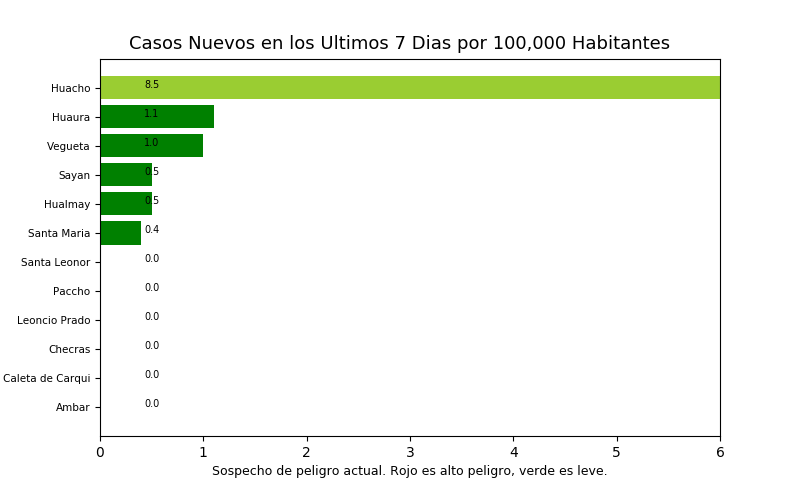 Casos Nuevos en los Ultimos 7 Dias por 100,000 Habitantes
Huacho 8.5
Huaura 1.1
Vegueta 1.0
Sayan 0.5
Hualmay 0.5
Santa Maria 0.4
Santa Leonor 0.0
Paccho 0.0
Leoncio Prado 0.0
Checras 0.0
Caleta de Carqui 0.0
Ambar 0.0
0 1 2 3 4 5 6
Sospecho de peligro actual. Rojo es alto peligro, verde es leve.